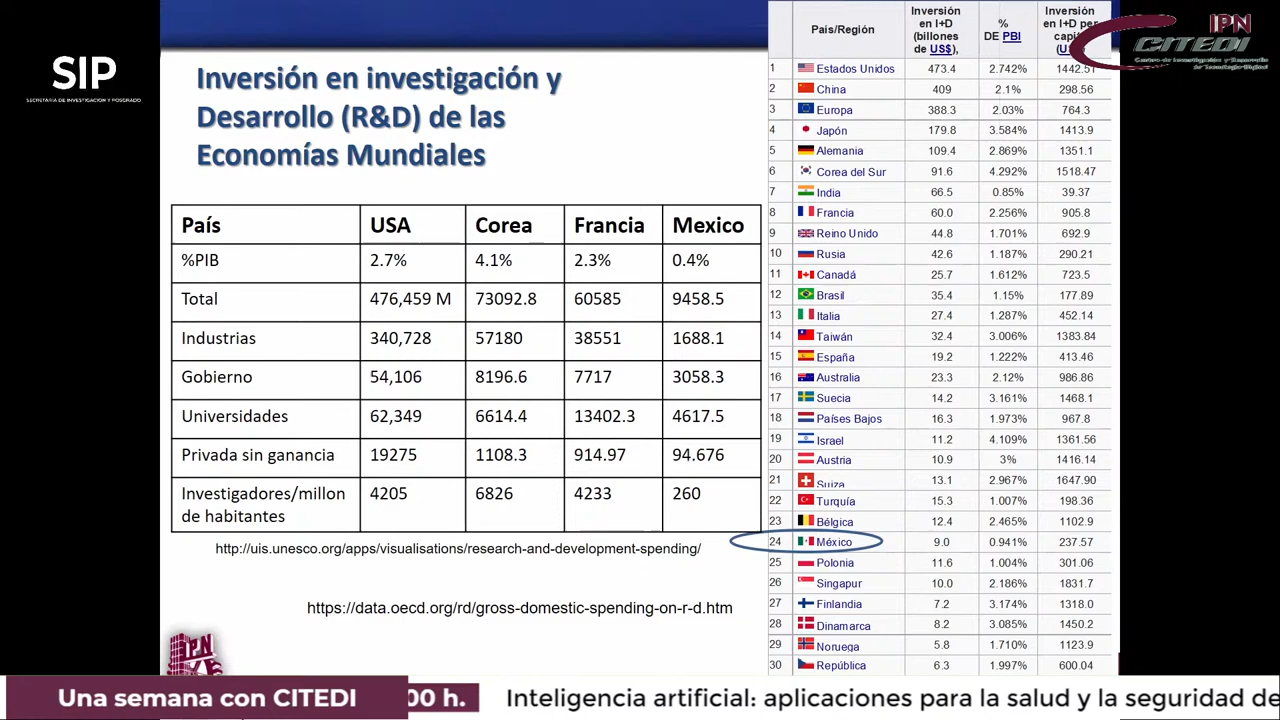 SIP
SECRETARÍA DE INVESTIGACIÓN Y POSGRADO
Inversión en investigación y
Desarrollo (R&D) de las
Economías Mundiales
País USA Corea Francia Mexico
%PIB 2.7% 4.1% 2.3% 0.4%
Total 476,459 M 73092.8 60585 9458.5
Industrias 340,728 57180 38551 1688.1
Gobierno 54,106 8196.6 7717 3058.3
Universidades 62,349 6614.4 13402.3 4617.5
Privada sin ganancia 19275 1108.3 914.97 94.676
Investigadores/millon 4205 6826 4233 260
de habitantes
http://uis.unesco.org/apps/visualisations/research-and-development-spending/
https://data.oecd.org/rd/gross-domestic-spending-on-r-d.htm
IPN
País/Región
Inversión
en I+D
(billones
de US$),
%
DE PBI
Inversión
en I+D per
IPN
CITEDI
Centro de Investigación y Desarrollo
de Tecnología Digital
1 Estados Unidos 473.4 2.742% 1442.51
2 China 409 2.1% 298.56
3 Europa 388.3 2.03% 764.3
4 Japón 179.8 3.584% 1413.9
5 Alemania 109.4 2.869% 1351.1
6 Corea del Sur 91.6 4.292% 1518.47
7 India 66.5 0.85% 39.37
8 Francia 60.0 2.256% 905.8
9 Reino Unido 44.8 1.701% 692.9
10 Rusia 42.6 1.187% 290.21
11 Canadá 25.7 1.612% 723.5
12 Brasil 35.4 1.15% 177.89
13 Italia 27.4 1.287% 452.14
14 Taiwán 32.4 3.006% 1383.84
15 España 19.2 1.222% 413.46
16 Australia 23.3 2.12% 986.86
17 Suecia 14.2 3.161% 1468.1
18 Países Bajos 16.3 1.973% 967.8
19 Israel 11.2 4.109% 1361.56
20 Austria 10.9 3% 1416.14
21 Suiza 13.1 2.967% 1647.90
22 Turquía 15.3 1.007% 198.36
23 Bélgica 12.4 2.465% 1102.9
24 México 9.0 0.941% 237.57
25 Polonia 11.6 1.004% 301.06
26 Singapur 10.0 2.186% 1831.7
27 Finlandia 7.2 3.174% 1318.0
28 Dinamarca 8.2 3.085% 1450.2
29 Noruega 5.8 1.710% 1123.9
30 República 6.3 1.997% 600.04
Una semana con CITEDI 00 h. Inteligencia artificial: aplicaciones para la salud y la seguridad de